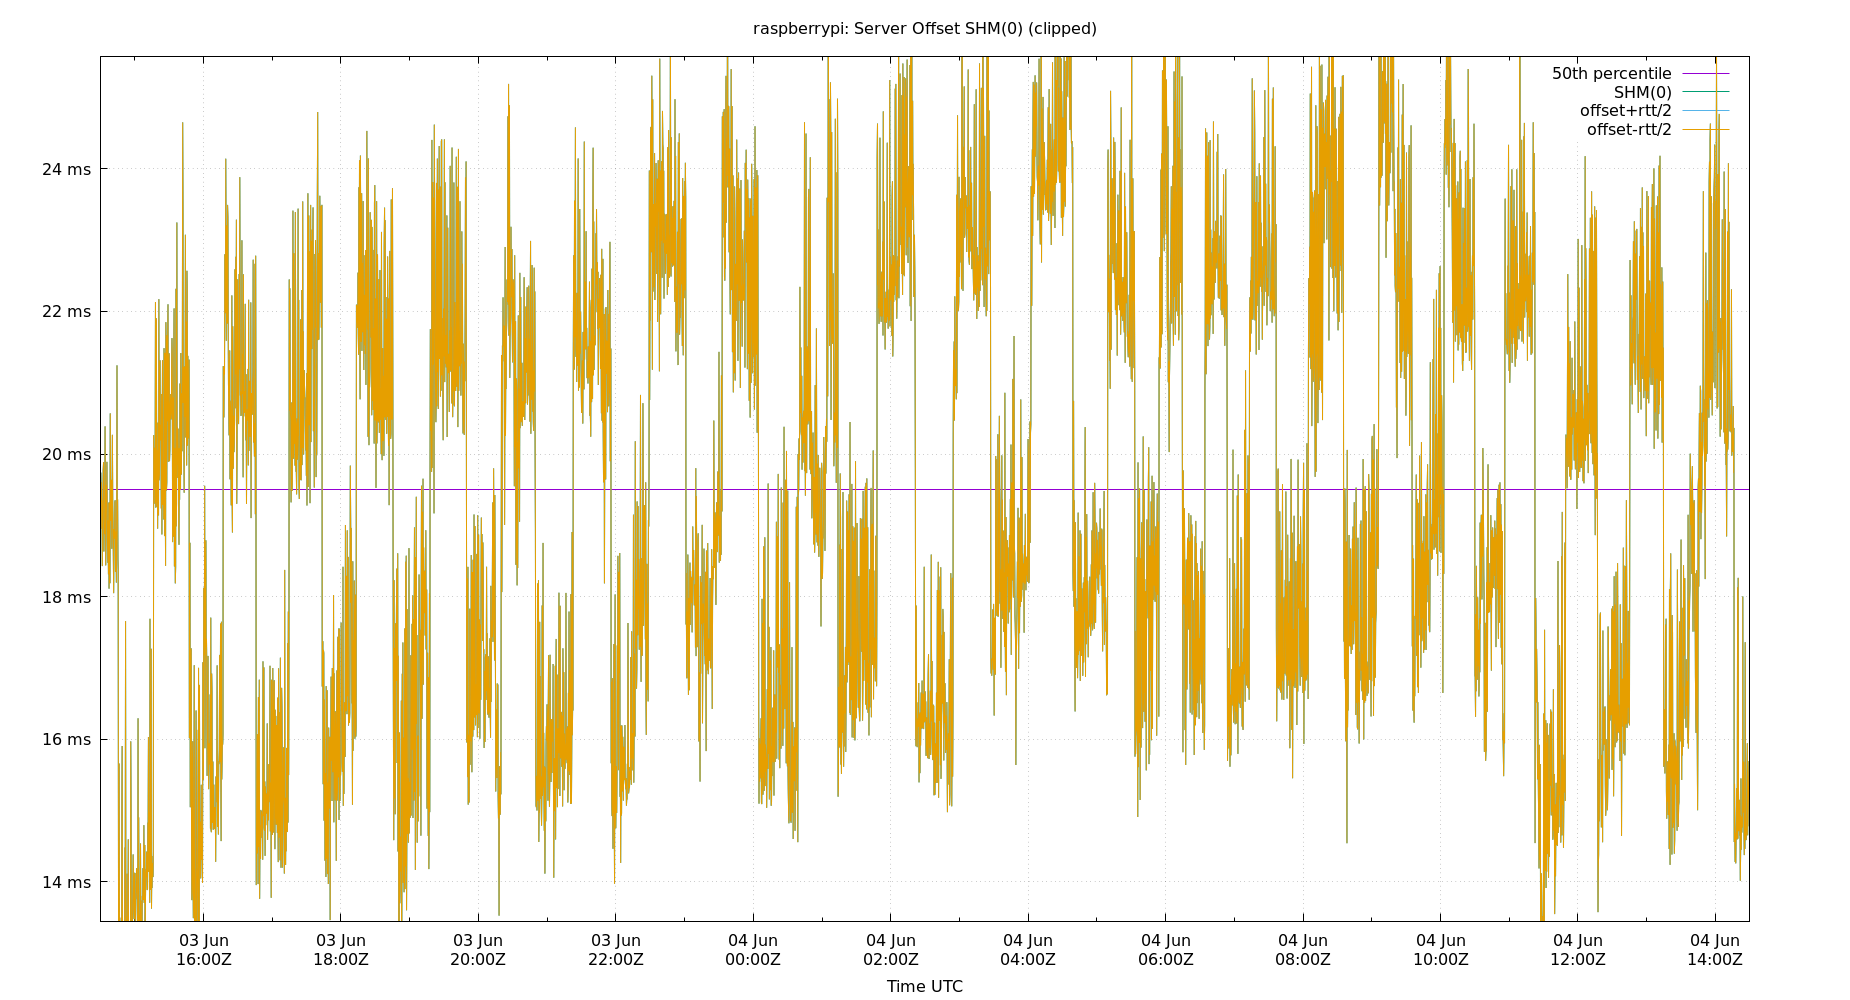 raspberrypi: Server Offset SHM(0) (clipped)
50th percentile
SHM(0)
offset+rtt/2
offset-rtt/2
24 ms
22 ms
20 ms
18 ms
16 ms
14 ms
03 Jun 03 Jun 03 Jun 03 Jun 04 Jun 04 Jun 04 Jun 04 Jun 04 Jun 04 Jun 04 Jun 04 Jun
16:00Z 18:00Z 20:00Z 22:00Z 00:00Z 02:00Z 04:00Z 06:00Z 08:00Z 10:00Z 12:00Z 14:00Z
Time UTC